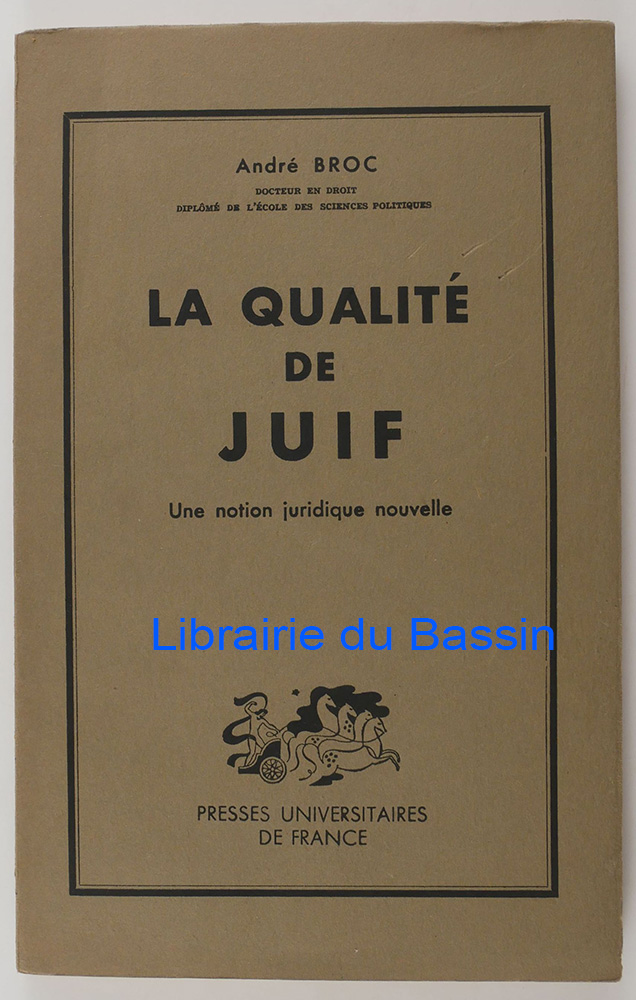 André BROC
DOCTEUR EN DROIT
DIPLÔMÉ DE L'ÉCOLE DES SCIENCES POLITIQUES
LA QUALITÉ
DE
JUIF
Une notion juridique nouvelle
Librairie du Bassin
PRESSES UNIVERSITAIRES
DE FRANCE